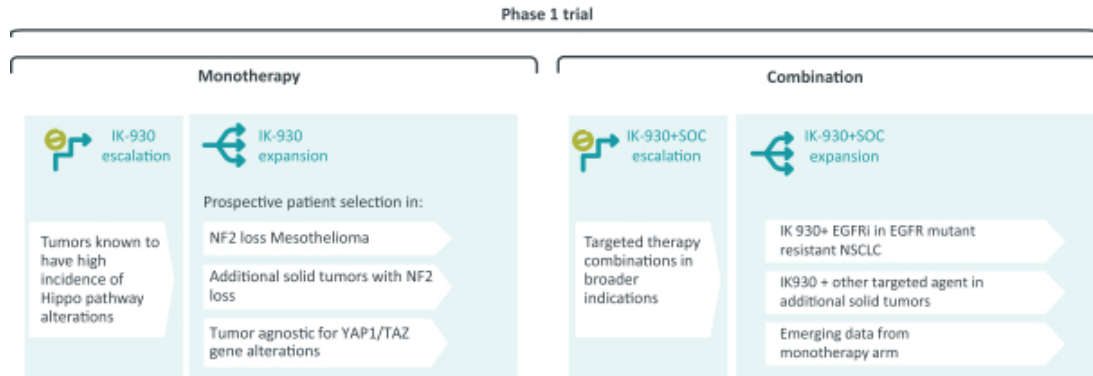 Phase 1 trial
Monotherapy
Combination
IK-930
escalation
IK-930
expansion
IK-930+SOC
escalation
IK-930+SOC
expansion
Tumors known to
have high
incidence of
Hippo pathway
alterations
Prospective patient selection in:
NF2 loss Mesothelioma
Additional solid tumors with NF2
loss
Tumor agnostic for YAP1/TAZ
gene alterations
Targeted therapy
combinations in
broader
indications
IK 930+ EGFRi in EGFR mutant
resistant NSCLC
IK930 + other targeted agent in
additional solid tumors
Emerging data from
monotherapy arm